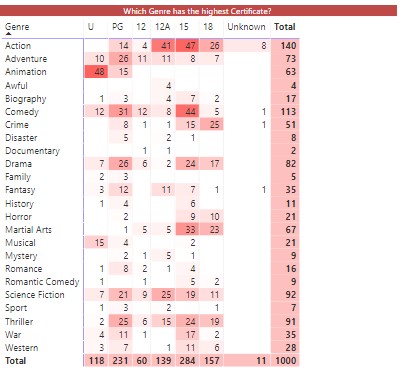 Which Genre has the highest Certificate?
Genre U PG 12 12A 15 18 Unknown Total
Action 14 4 41 47 26 8 140
Adventure 10 26 11 11 8 7 73
Animation 48 15 63
Awful 4 4
Biography 1 3 4 7 2 17
Comedy 12 31 12 8 44 5 1 113
Crime 8 1 1 15 25 1 51
Disaster 5 2 1 8
Documentary 1 1 2
Drama 7 26 6 2 24 17 82
Family 2 3 5
Fantasy 3 12 11 7 1 1 35
History 1 4 6 11
Horror 2 9 10 21
Martial Arts 1 5 5 33 23 67
Musical 15 4 2 21
Mystery 2 1 5 1 9
Romance 1 8 2 1 4 16
Romantic Comedy 1 1 5 2 9
Science Fiction 7 21 9 25 19 11 92
Sport 1 3 2 1 7
Thriller 2 25 6 15 24 19 91
War 4 11 1 17 2 35
Western 3 7 1 11 6 28
Total 118 231 60 139 284 157 11 1000